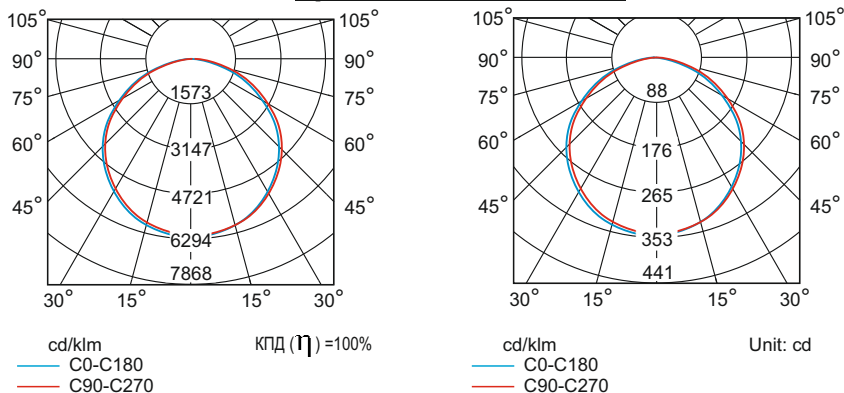 105° 105° 105° 105°
90° 90° 90° 90°
75° 75° 75° 75°
60° 60° 60° 60°
45° 45° 45° 45°
1573 88
3147 176
4721 265
6294 353
7868 441
30° 15° 15° 30° 30° 15° 15° 30°
cd/klm КПД (η) =100% cd/klm Unit: cd
C0-C180 C0-C180
C90-C270 C90-C270